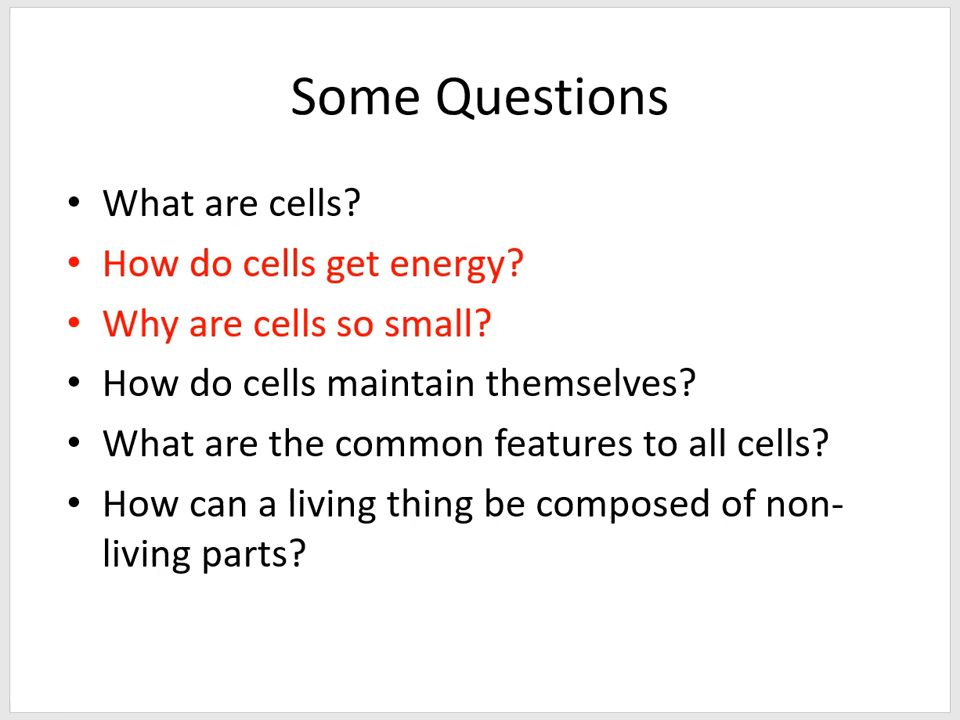 Some Questions
• What are cells?
• How do cells get energy?
• Why are cells so small?
• How do cells maintain themselves?
• What are the common features to all cells?
• How can a living thing be composed of non-
living parts?